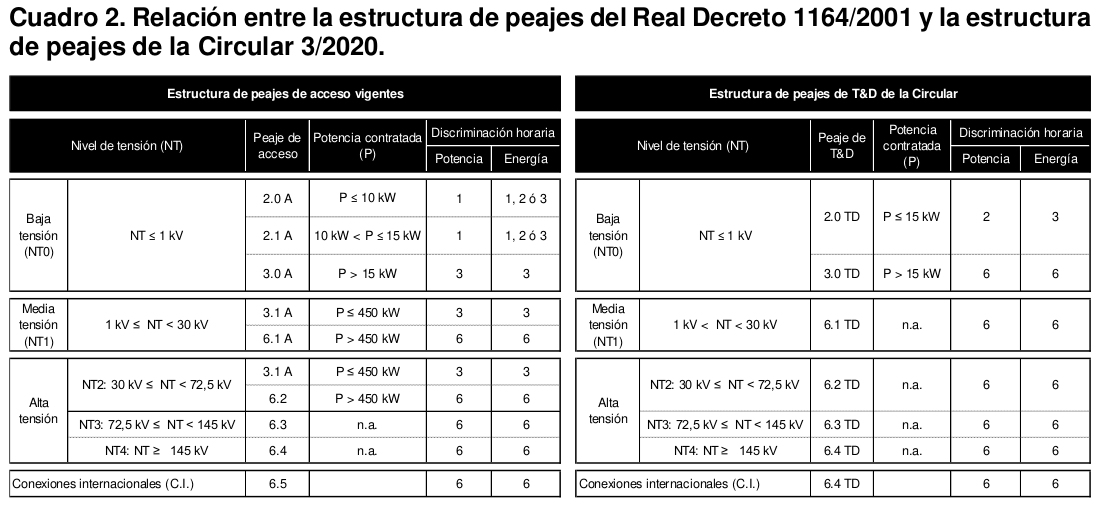 Cuadro 2. Relación entre la estructura de peajes del Real Decreto 1164/2001 y la estructura
de peajes de la Circular 3/2020.
Estructura de peajes de acceso vigentes
Nivel de tensión (NT)
Peaje de
acceso
Potencia contratada
(P)
Discriminación horaria
Potencia
Energía
Baja
tensión
(NT0)
NT ≤ 1 kV
2.0 A
P ≤ 10 kW
1
1, 2 ó 3
2.1 A
10 kW < P ≤ 15 kW
1
1, 2 ó 3
3.0 A
P > 15 kW
3
3
Media
tensión
(NT1)
1 kV ≤ NT < 30 kV
3.1 A
P ≤ 450 kW
3
3
6.1 A
P > 450 kW
6
6
Alta
tensión
NT2: 30 kV ≤ NT < 72,5 kV
3.1 A
P ≤ 450 kW
3
3
6.2
P > 450 kW
6
6
NT3: 72,5 kV ≤ NT < 145 kV
6.3
n.a.
6
6
NT4: NT ≥ 145 kV
6.4
n.a.
6
6
Conexiones internacionales (C.I.)
6.5
6
6
Estructura de peajes de T&D de la Circular
Nivel de tensión (NT)
Peaje de
T&D
Potencia
contratada
(P)
Discriminación horaria
Potencia
Energía
Baja
tensión
(NT0)
NT ≤ 1 kV
2.0 TD
P ≤ 15 kW
2
3
3.0 TD
P > 15 kW
6
6
Media
tensión
(NT1)
1 kV < NT < 30 kV
6.1 TD
n.a.
6
6
Alta
tensión
NT2: 30 kV ≤ NT < 72,5 kV
6.2 TD
n.a.
6
6
NT3: 72,5 kV ≤ NT < 145 kV
6.3 TD
n.a.
6
6
NT4: NT ≥ 145 kV
6.4 TD
n.a.
6
6
Conexiones internacionales (C.I.)
6.4 TD
6
6